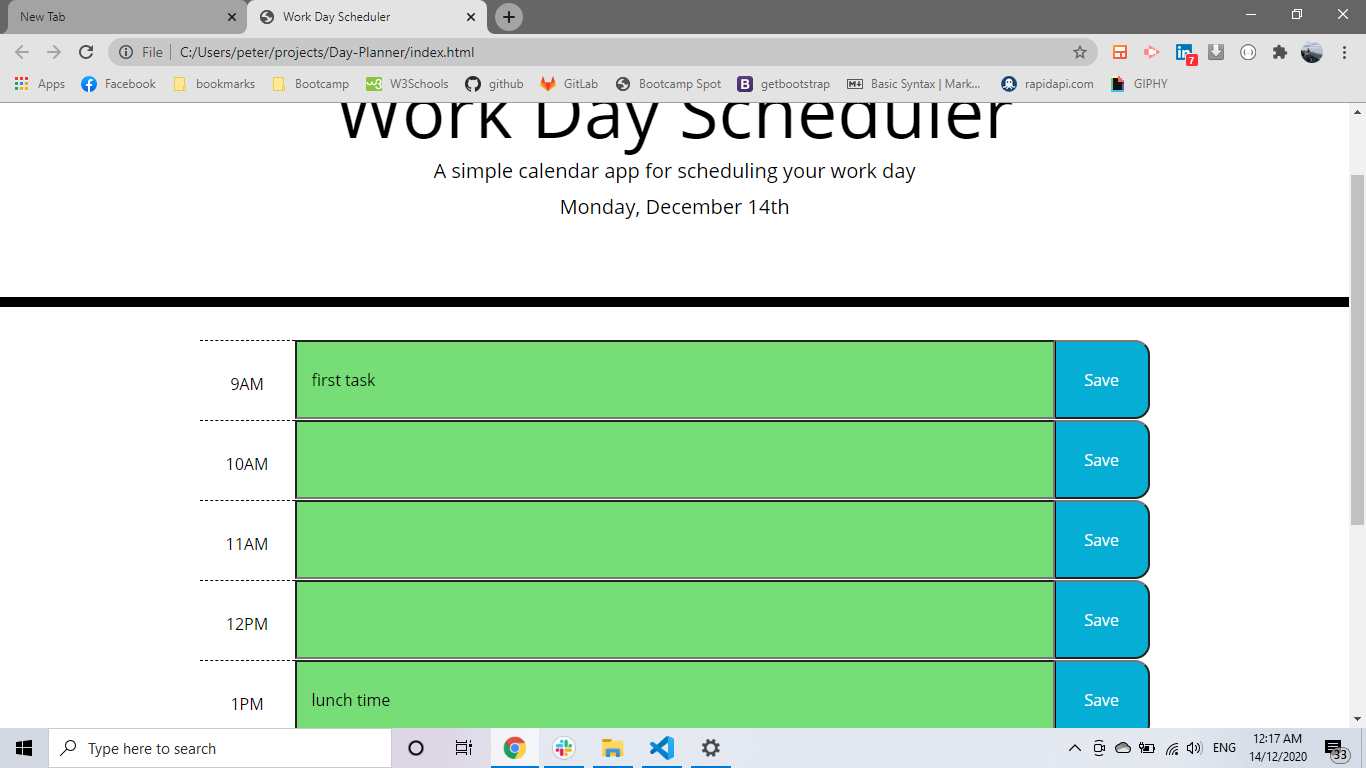 New Tab
Work Day Scheduler
File C:/Users/peter/projects/Day-Planner/index.html
7
Apps Facebook bookmarks Bootcamp W3Schools github GitLab Bootcamp Spot getbootstrap Basic Syntax | Mark... rapidapi.com GIPHY
Work Day Scheduler
A simple calendar app for scheduling your work day
Monday, December 14th
9AM first task Save
10AM Save
11AM Save
12PM Save
1PM lunch time Save
Type here to search
ENG
12:17 AM
14/12/2020
33